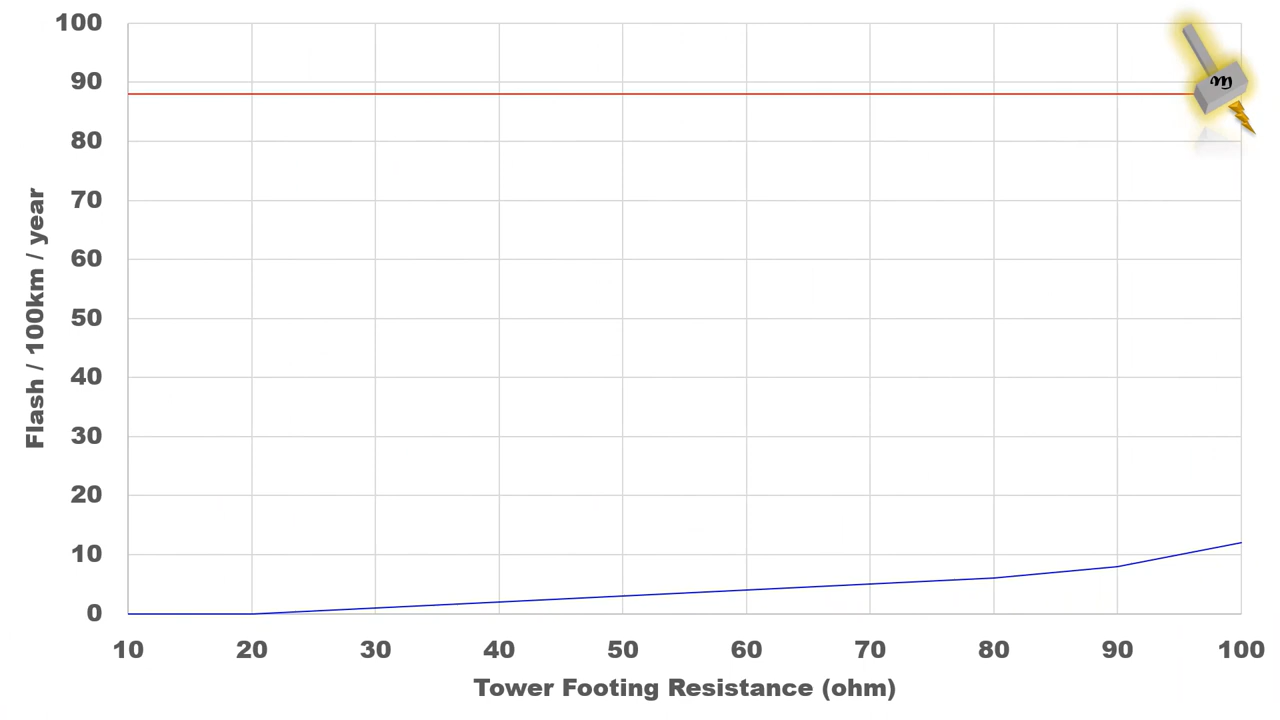 100
90
80
70
60
50
40
30
20
10
0
Flash / 100km / year
10 20 30 40 50 60 70 80 90 100
Tower Footing Resistance (ohm)
m